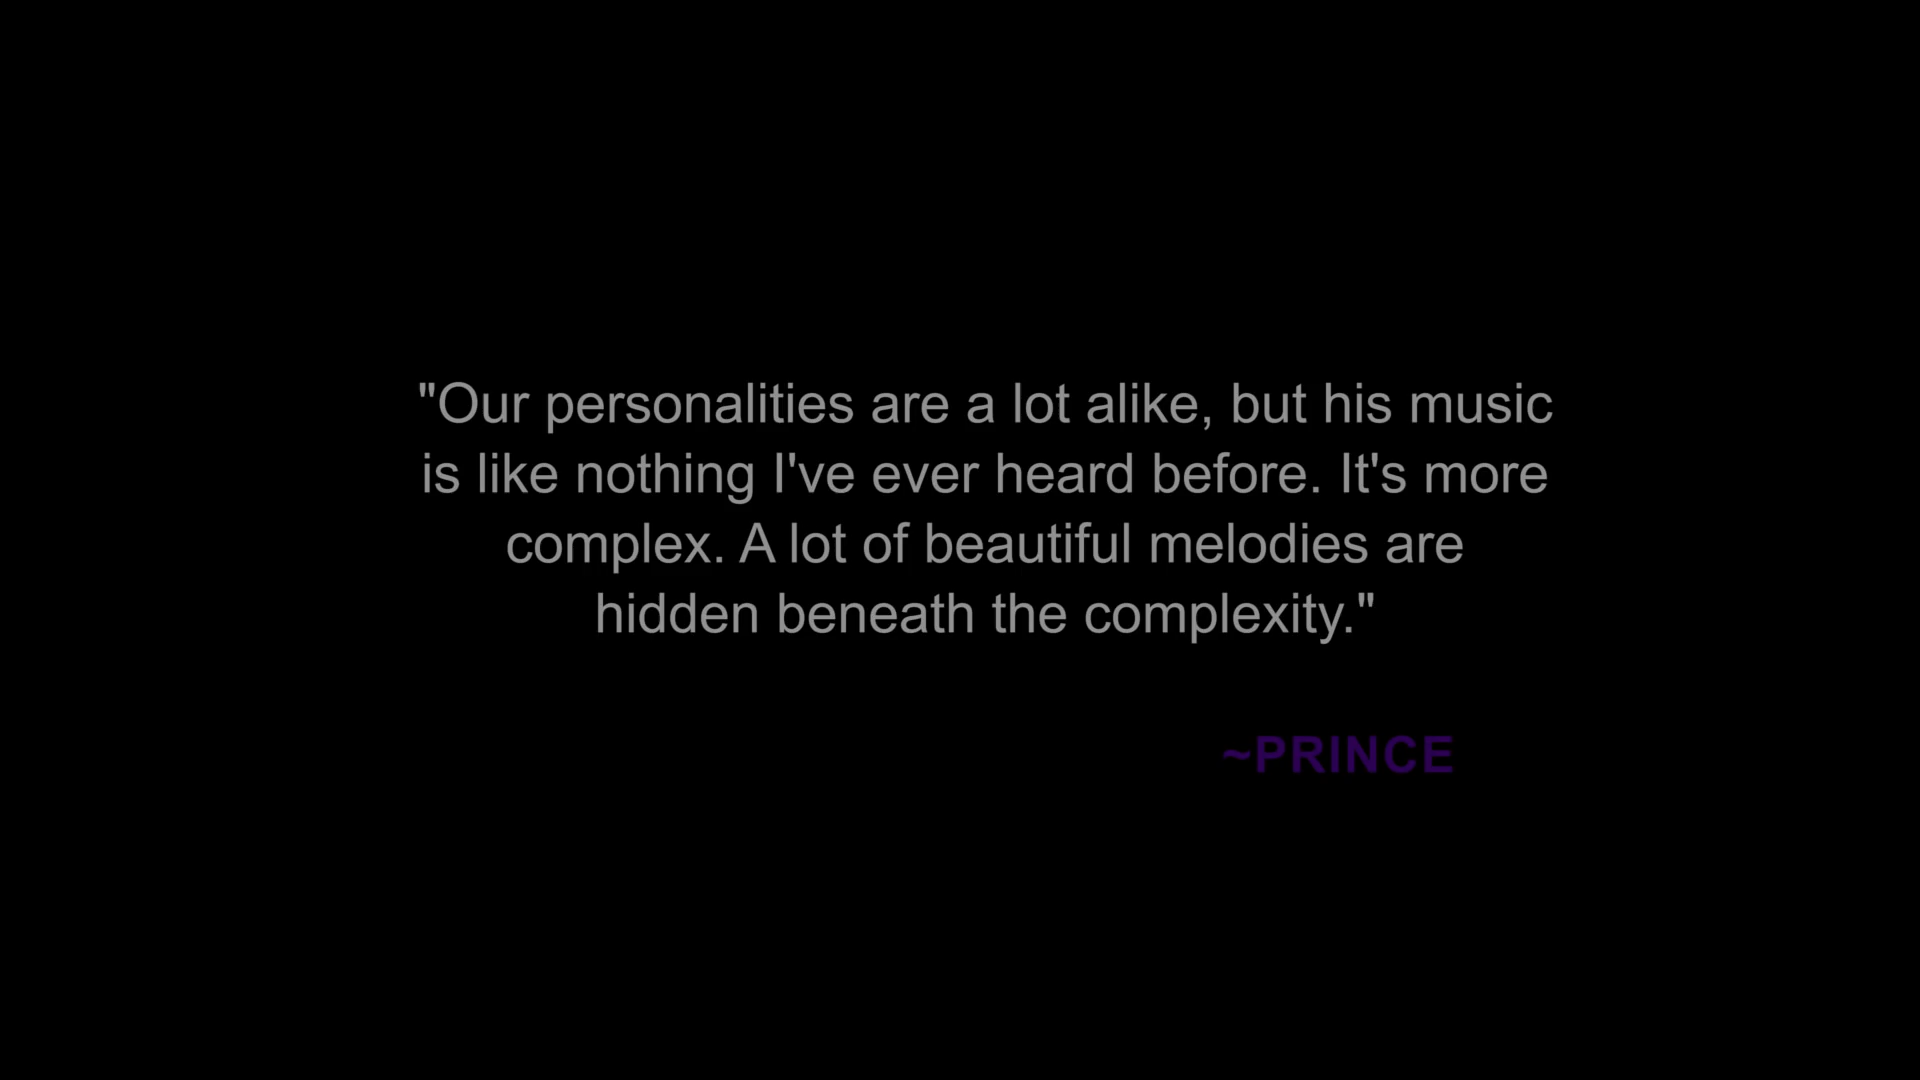 "Our personalities are a lot alike, but his music
is like nothing I've ever heard before. It's more
complex. A lot of beautiful melodies are
hidden beneath the complexity."
~PRINCE